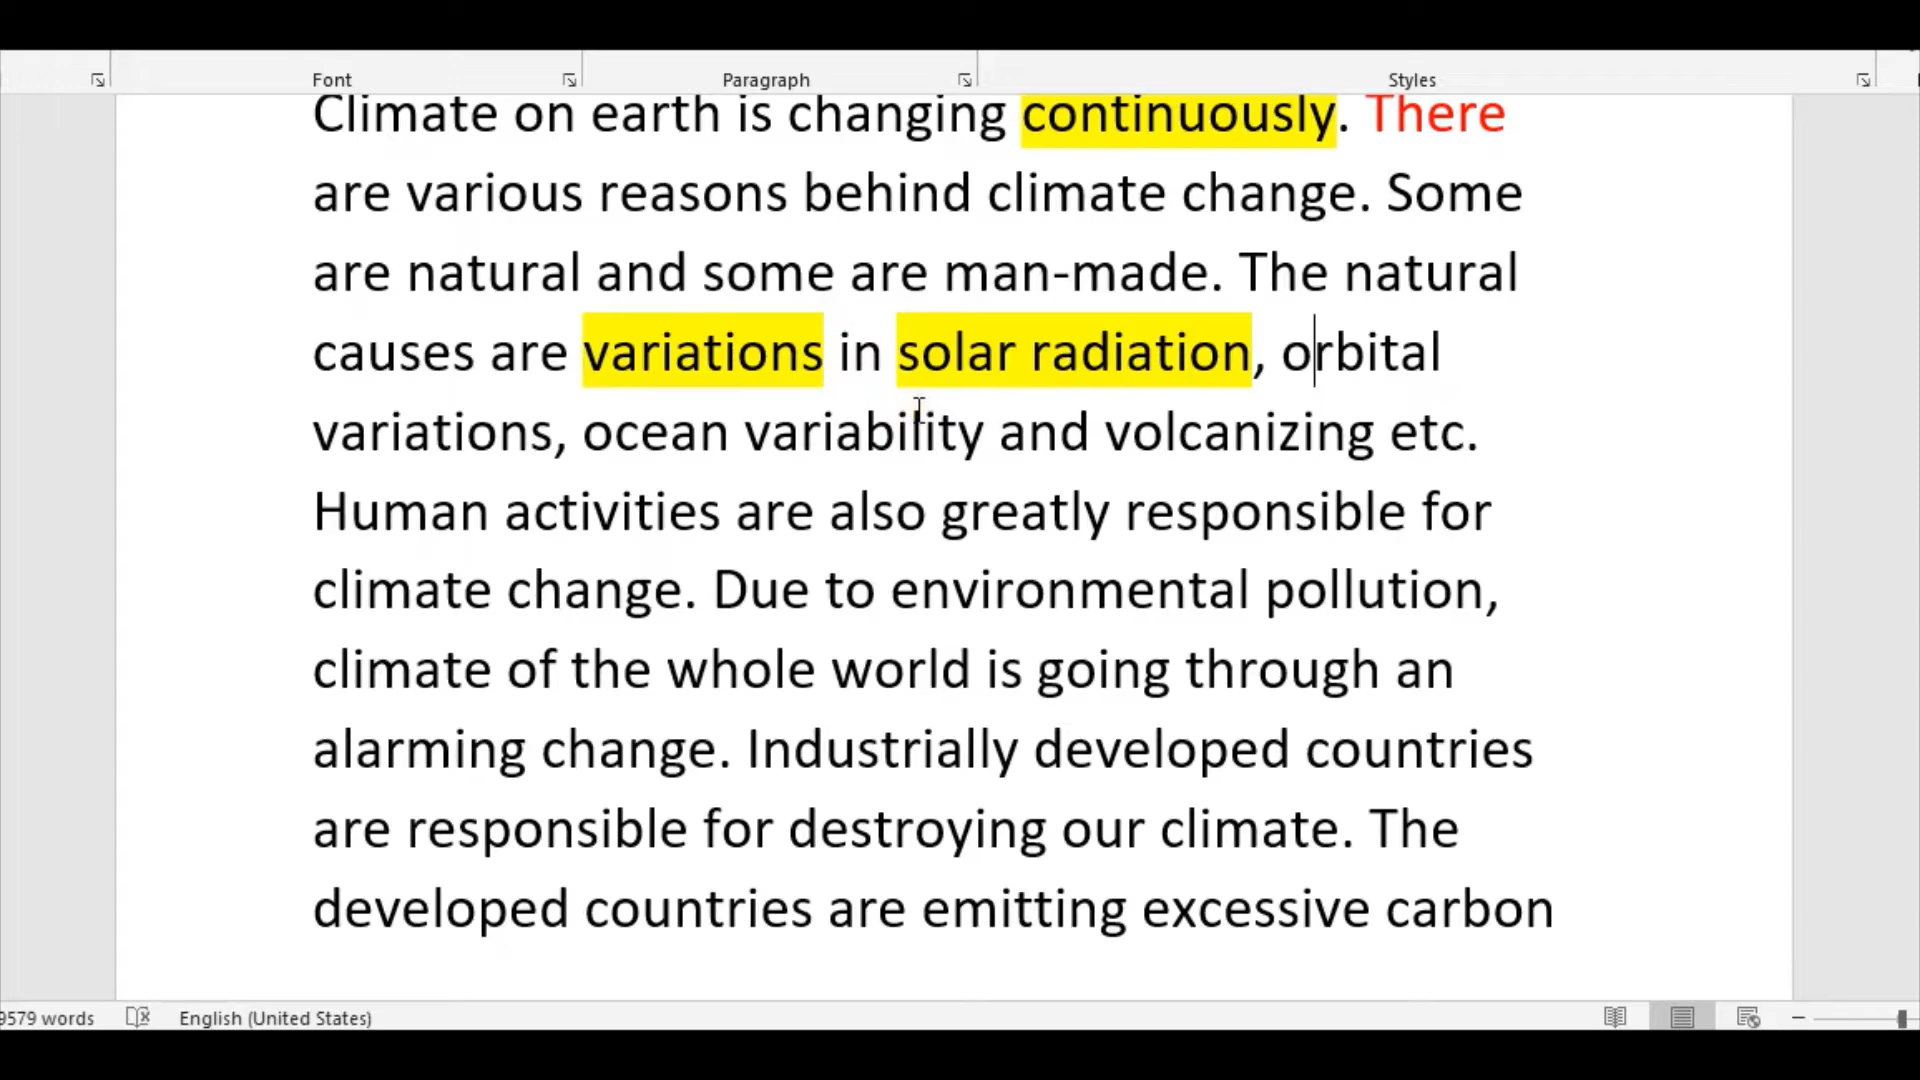 Font Paragraph Styles
Climate on earth is changing continuously. There
are various reasons behind climate change. Some
are natural and some are man-made. The natural
causes are variations in solar radiation, orbital
variations, ocean variability and volcanizing etc.
Human activities are also greatly responsible for
climate change. Due to environmental pollution,
climate of the whole world is going through an
alarming change. Industrially developed countries
are responsible for destroying our climate. The
developed countries are emitting excessive carbon
9579 words English (United States)